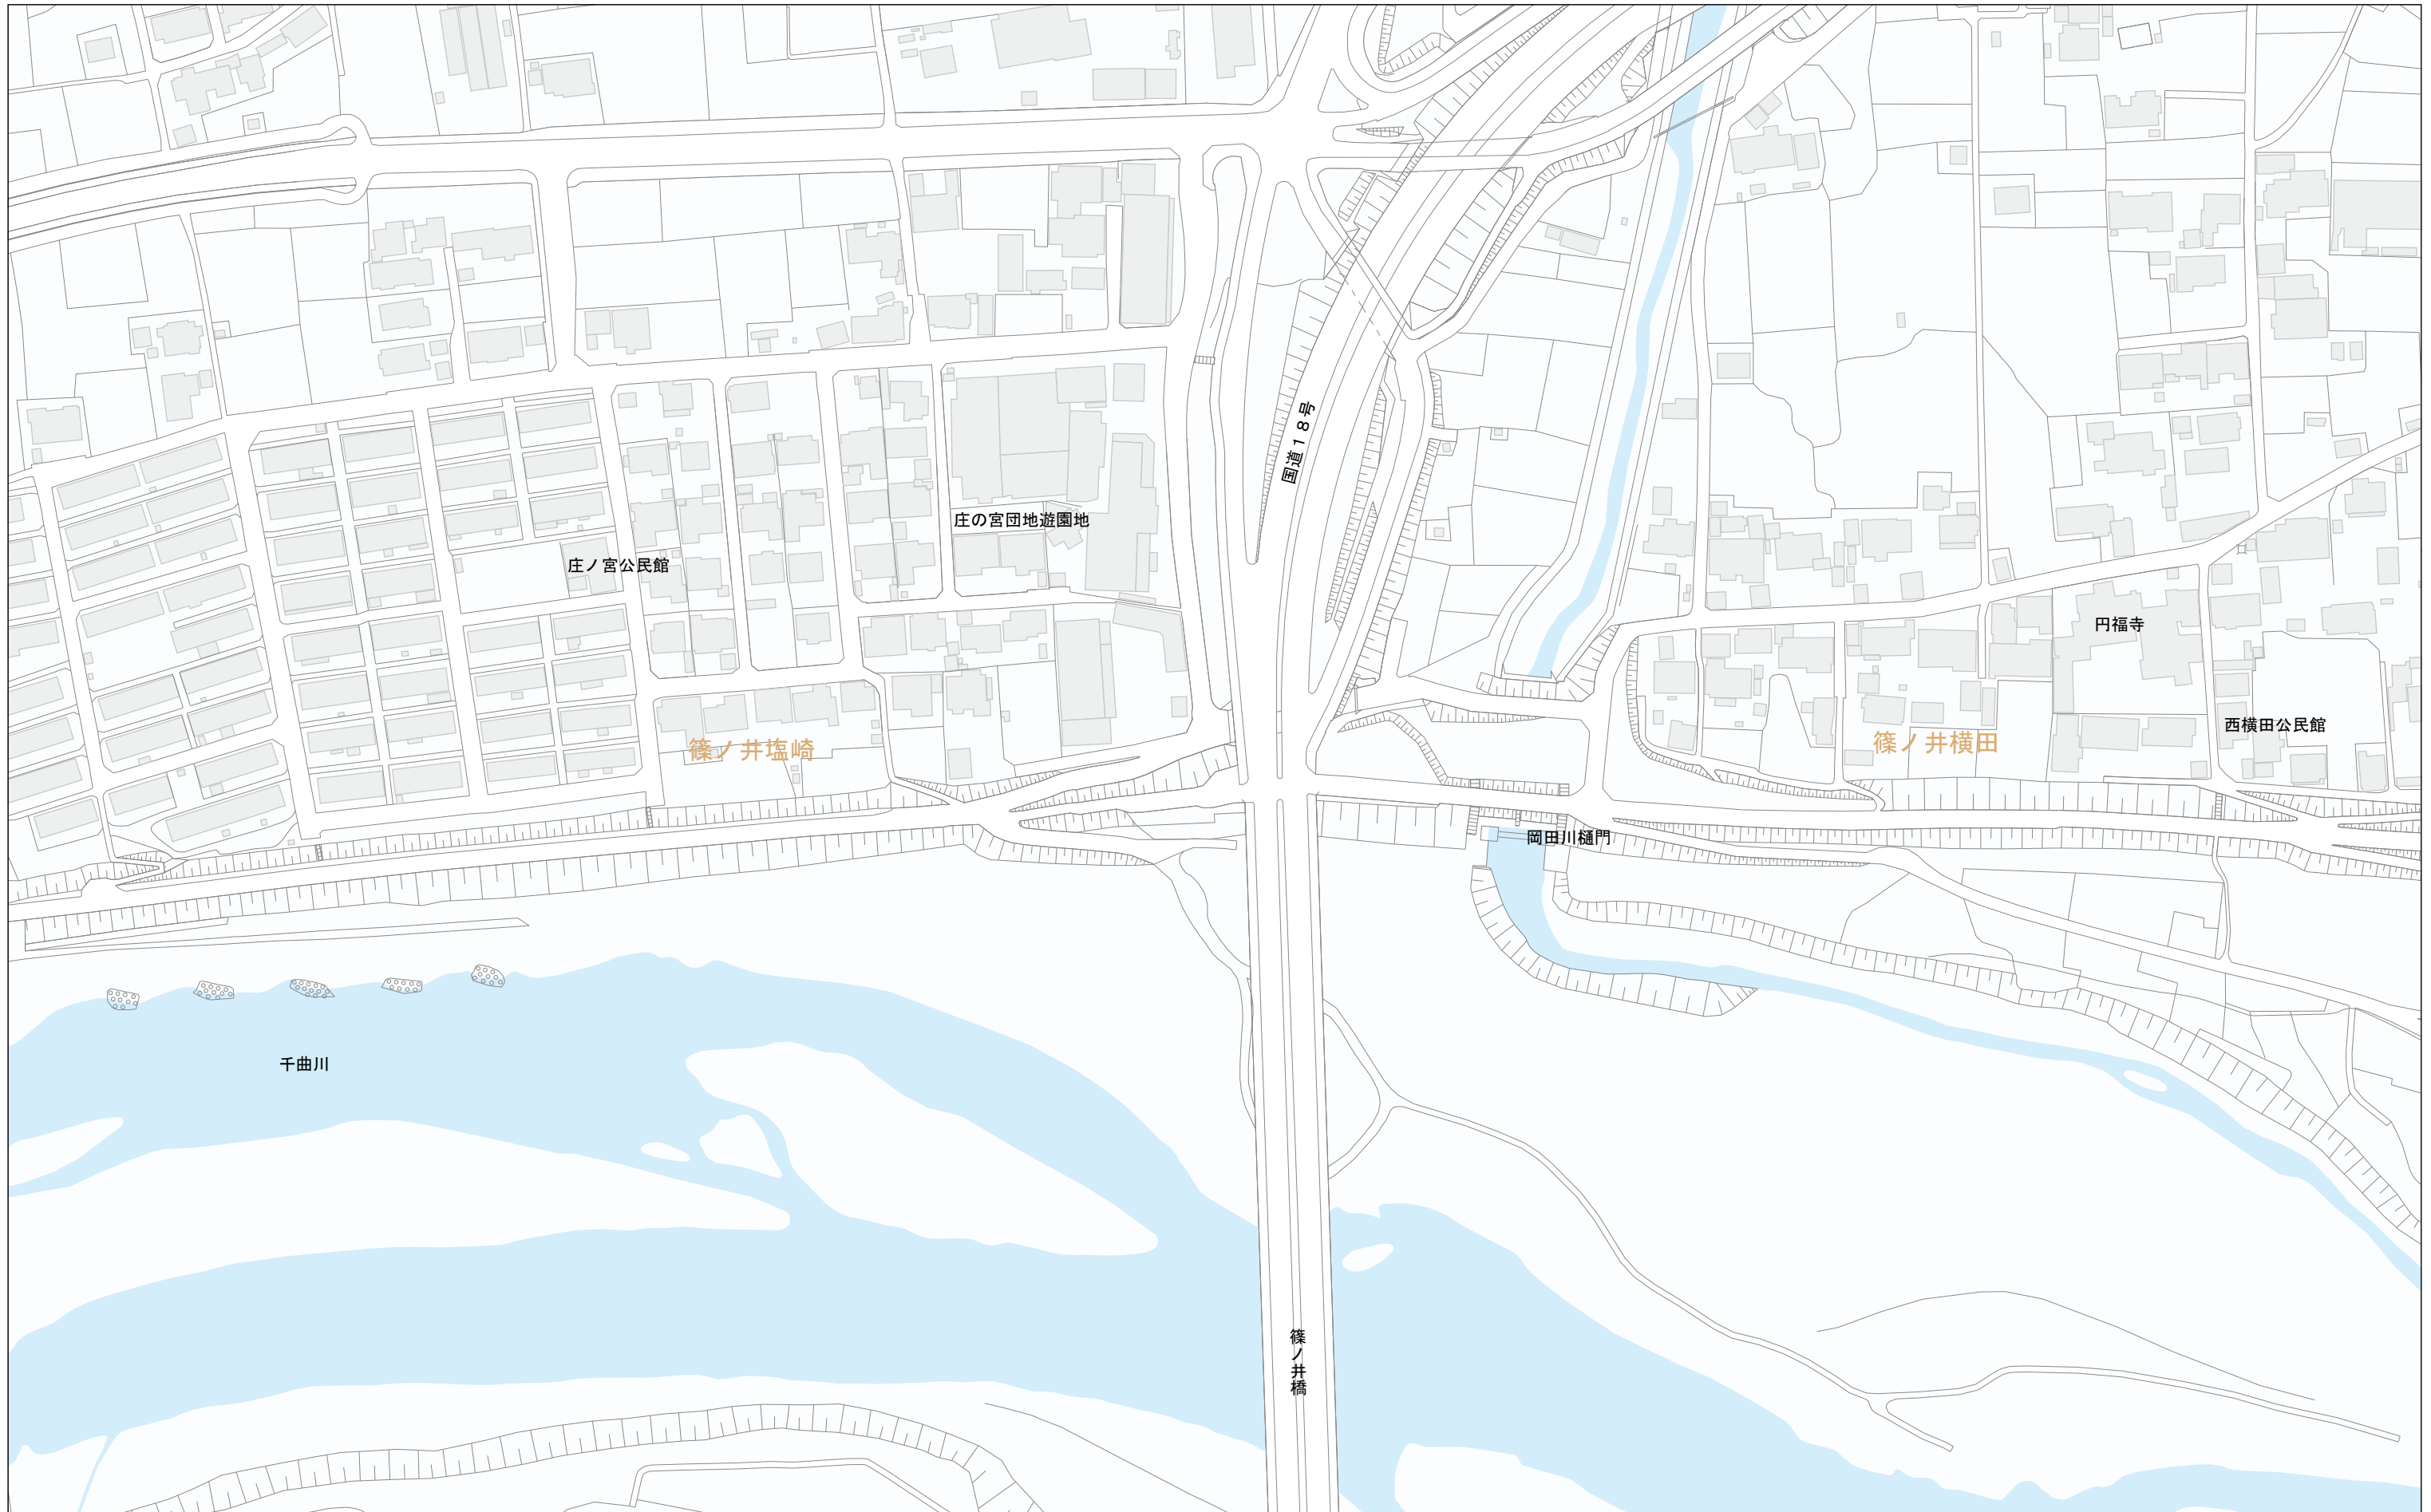 国道18号
庄の宮団地遊園地
庄ノ宮公民館
円福寺
西横田公民館
篠ノ井塩崎
篠ノ井横田
岡田川樋門
千曲川
篠ノ井橋